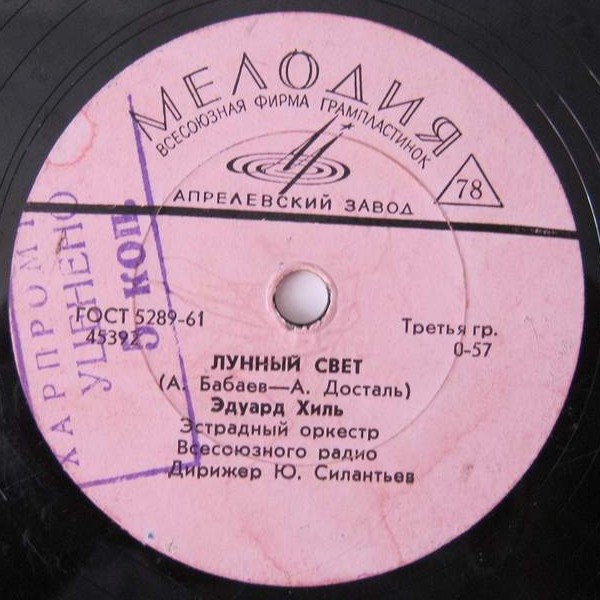 МЕЛОДИЯ
ВСЕСОЮЗНАЯ ФИРМА ГРАМПЛАСТИНОК
78
АПРЕЛЕВСКИЙ ЗАВОД
ХАРПРОМ
УЦЕНЕНО
5 КОП.
ГОСТ 5289-61
45392
Третья гр.
0-57
ЛУННЫЙ СВЕТ
(А. Бабаев—А. Досталь)
Эдуард Хиль
Эстрадный оркестр
Всесоюзного радио
Дирижер Ю. Силантьев